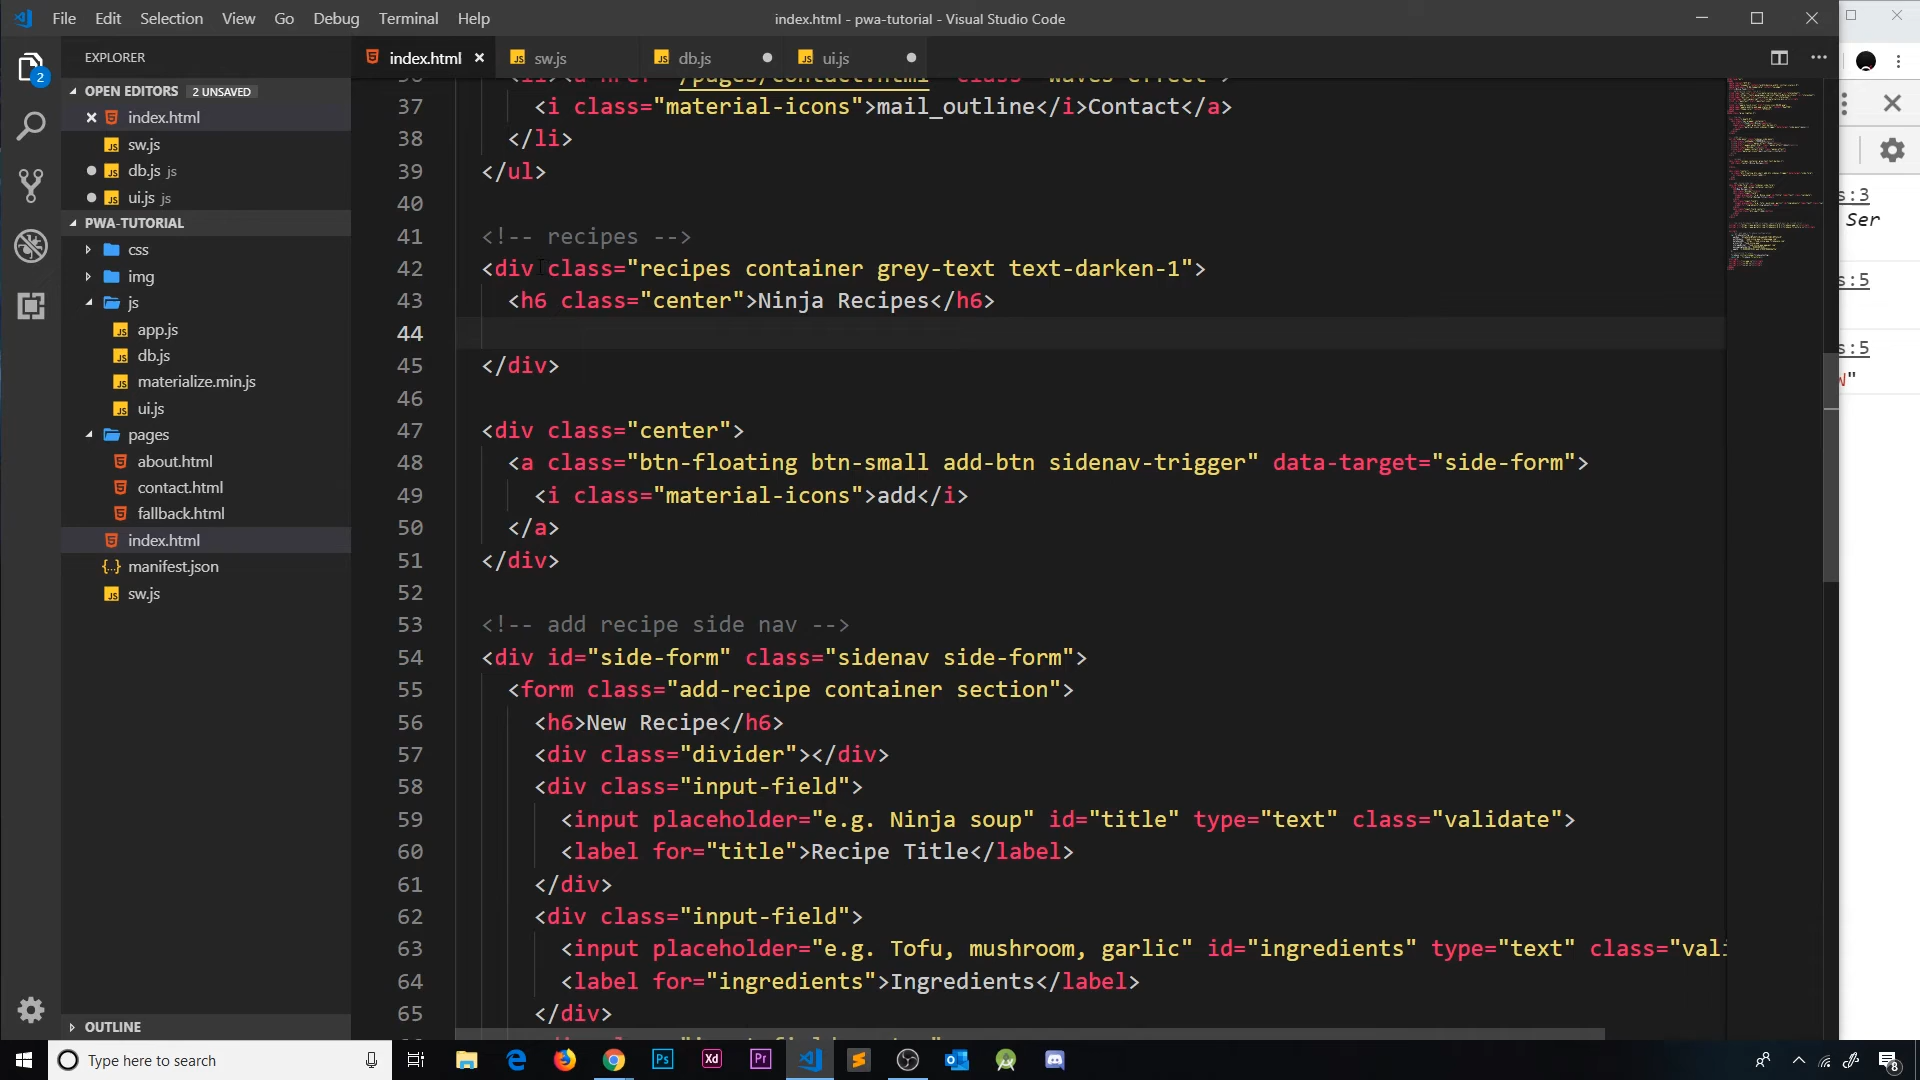 File Edit Selection View Go Debug Terminal Help
index.html - pwa-tutorial - Visual Studio Code
EXPLORER
index.html
sw.js
db.js
ui.js
OPEN EDITORS 2 UNSAVED
index.html
sw.js
db.js js
ui.js js
PWA-TUTORIAL
css
img
js
app.js
db.js
materialize.min.js
ui.js
pages
about.html
contact.html
fallback.html
index.html
manifest.json
sw.js
OUTLINE
2
37 <i class="material-icons">mail_outline</i>Contact</a>
38 </li>
39 </ul>
40
41 <!-- recipes -->
42 <div class="recipes container grey-text text-darken-1">
43 <h6 class="center">Ninja Recipes</h6>
44
45 </div>
46
47 <div class="center">
48 <a class="btn-floating btn-small add-btn sidenav-trigger" data-target="side-form">
49 <i class="material-icons">add</i>
50 </a>
51 </div>
52
53 <!-- add recipe side nav -->
54 <div id="side-form" class="sidenav side-form">
55 <form class="add-recipe container section">
56 <h6>New Recipe</h6>
57 <div class="divider"></div>
58 <div class="input-field">
59 <input placeholder="e.g. Ninja soup" id="title" type="text" class="validate">
60 <label for="title">Recipe Title</label>
61 </div>
62 <div class="input-field">
63 <input placeholder="e.g. Tofu, mushroom, garlic" id="ingredients" type="text" class="vali
64 <label for="ingredients">Ingredients</label>
65 </div>
s:3
Ser
s:5
s:5
Type here to search
Ps
Xd
Pr
8